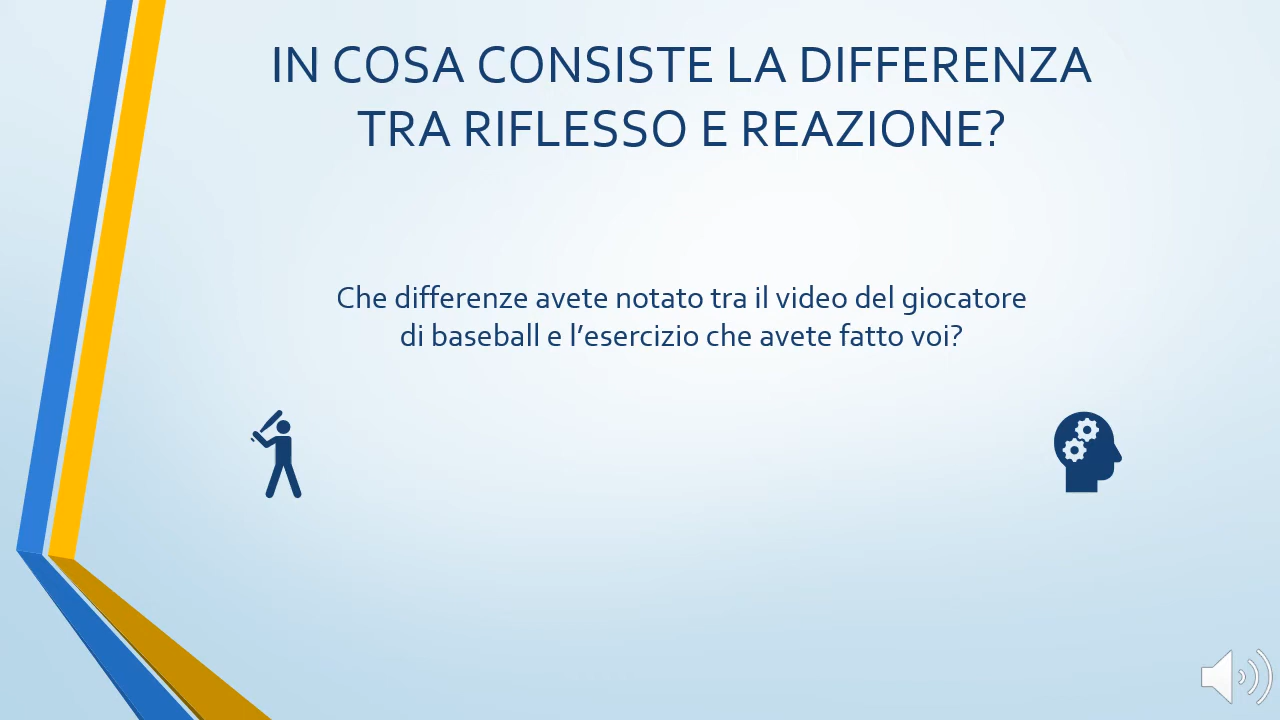 IN COSA CONSISTE LA DIFFERENZA
TRA RIFLESSO E REAZIONE?
Che differenze avete notato tra il video del giocatore
di baseball e l’esercizio che avete fatto voi?